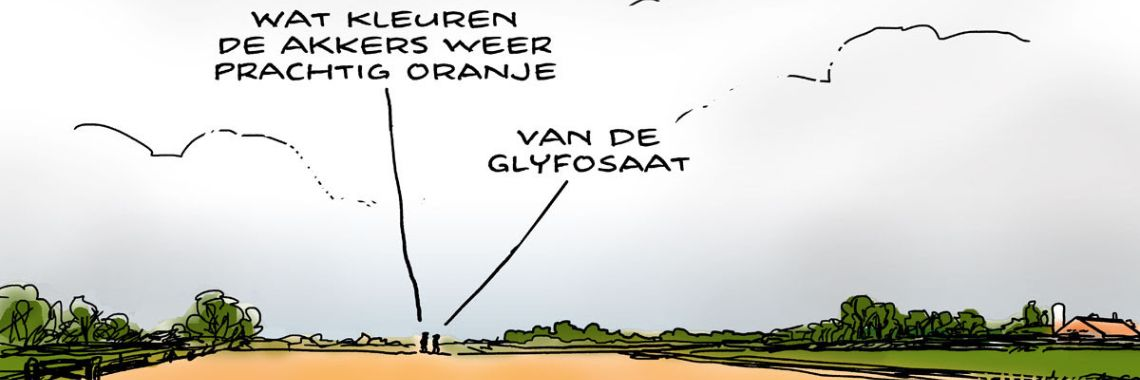 WAT KLEUREN
DE AKKERS WEER
PRACHTIG ORANJE
VAN DE
GLYFOSAAT